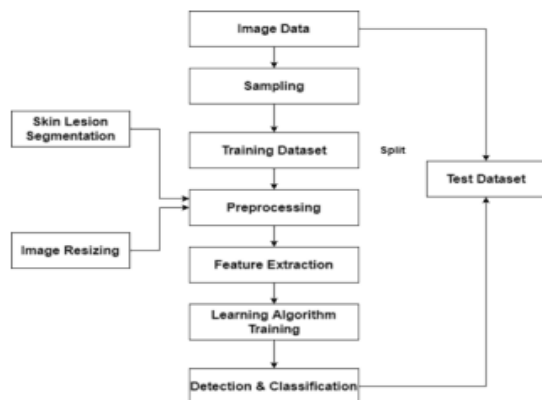 Image Data
Sampling
Skin Lesion
Segmentation
Training Dataset
Split
Test Dataset
Preprocessing
Image Resizing
Feature Extraction
Learning Algorithm
Training
Detection & Classification